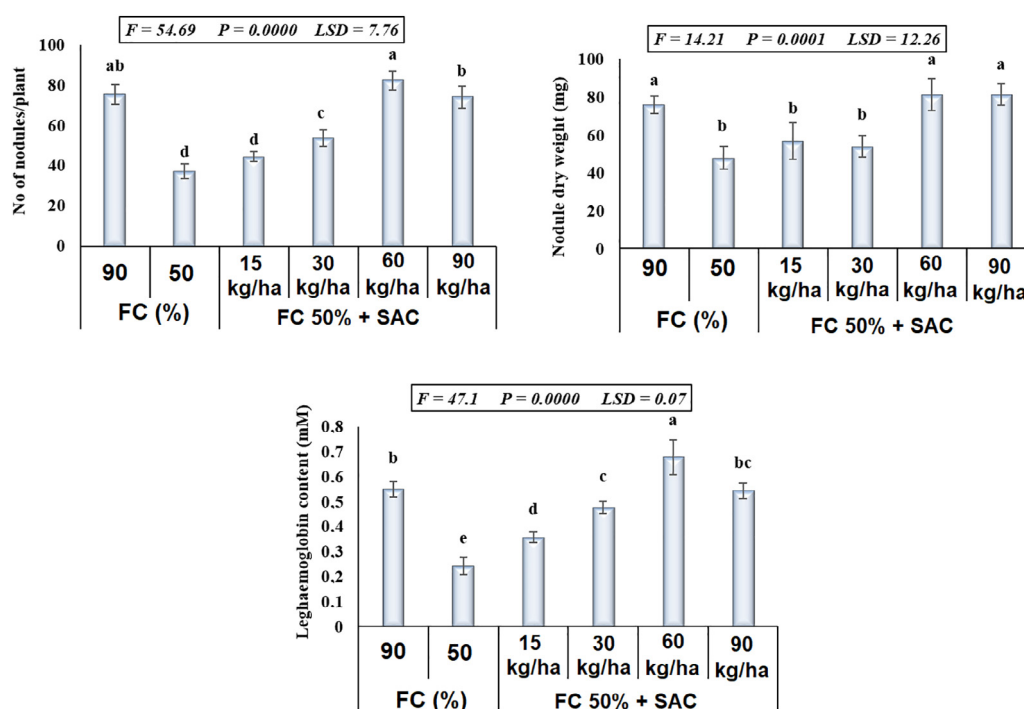 F = 54.69 P = 0.0000 LSD = 7.76
No of nodules/plant
100
80
60
40
20
0
ab
d
d
c
a
b
90 50 15 kg/ha 30 kg/ha 60 kg/ha 90 kg/ha
FC (%) FC 50% + SAC
F = 14.21 P = 0.0001 LSD = 12.26
Nodule dry weight (mg)
100
80
60
40
20
0
a
b
b
b
a
a
90 50 15 kg/ha 30 kg/ha 60 kg/ha 90 kg/ha
FC (%) FC 50% + SAC
F = 47.1 P = 0.0000 LSD = 0.07
Leghaemoglobin content (mM)
0.8
0.7
0.6
0.5
0.4
0.3
0.2
0.1
0
b
e
d
c
a
bc
90 50 15 kg/ha 30 kg/ha 60 kg/ha 90 kg/ha
FC (%) FC 50% + SAC